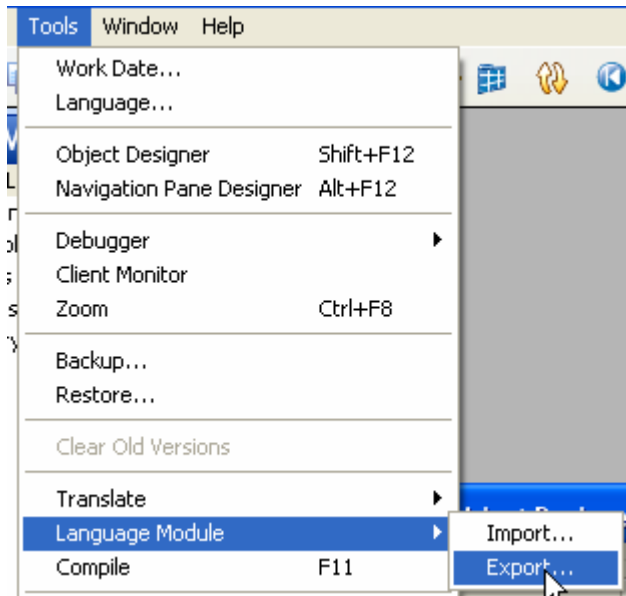 Tools Window Help
Work Date...
Language...
Object Designer Shift+F12
Navigation Pane Designer Alt+F12
Debugger
Client Monitor
Zoom Ctrl+F8
Backup...
Restore...
Clear Old Versions
Translate
Language Module
Import...
Compile F11
Export...